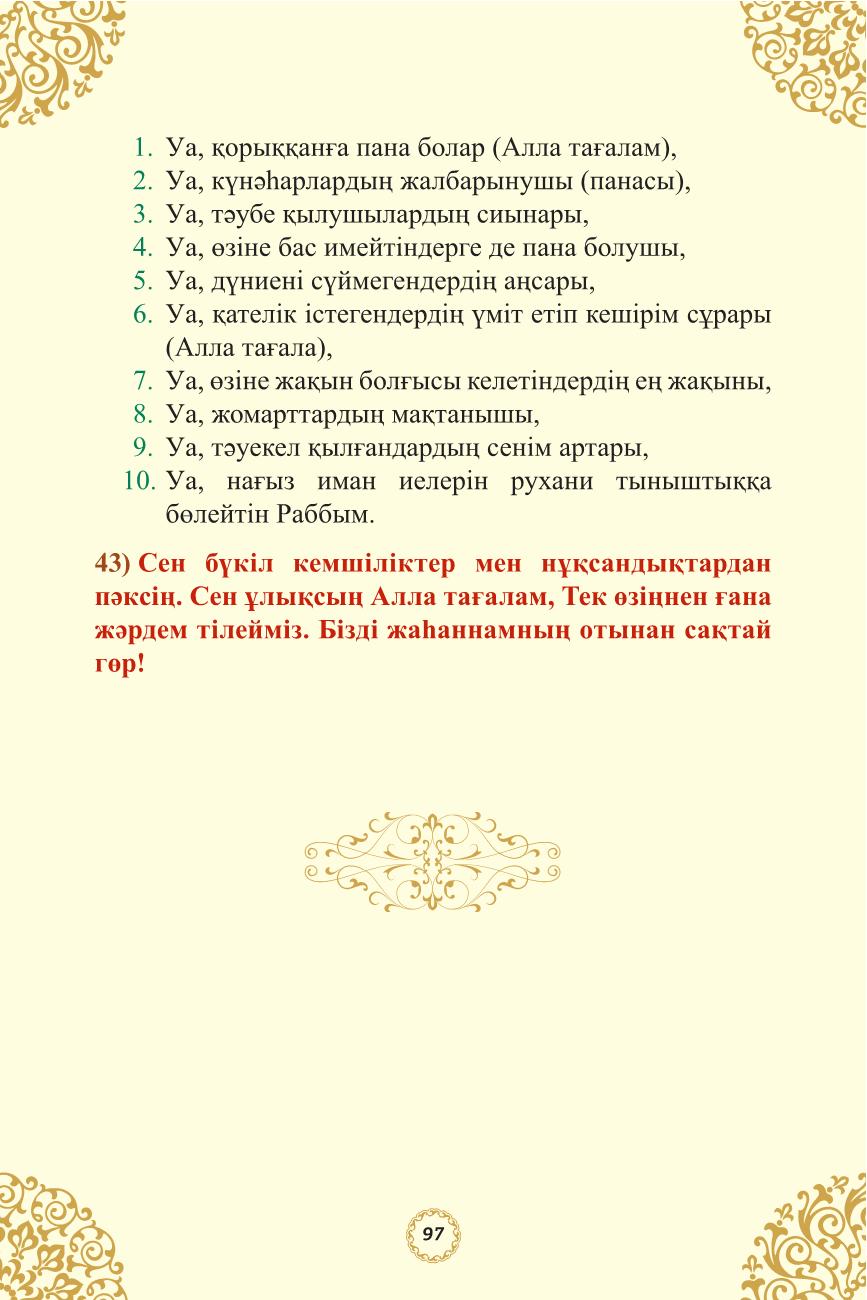 1. Уа, қорыққанға пана болар (Алла тағалам),
2. Уа, күнәһарлардың жалбарынушы (панасы),
3. Уа, тәубе қылушылардың сиынары,
4. Уа, өзіне бас имейтіндерге де пана болушы,
5. Уа, дүниені сүймегендердің аңсары,
6. Уа, қателік істегендердің үміт етіп кешірім сұрары
(Алла тағала),
7. Уа, өзіне жақын болғысы келетіндердің ең жақыны,
8. Уа, жомарттардың мақтанышы,
9. Уа, тәуекел қылғандардың сенім артары,
10. Уа, нағыз иман иелерін рухани тыныштыққа
бөлейтін Раббым.
43) Сен бүкіл кемшіліктер мен нұқсандықтардан
пәксің. Сен ұлықсың Алла тағалам, Тек өзіңнен ғана
жәрдем тілейміз. Бізді жаһаннамның отынан сақтай
гөр!
97